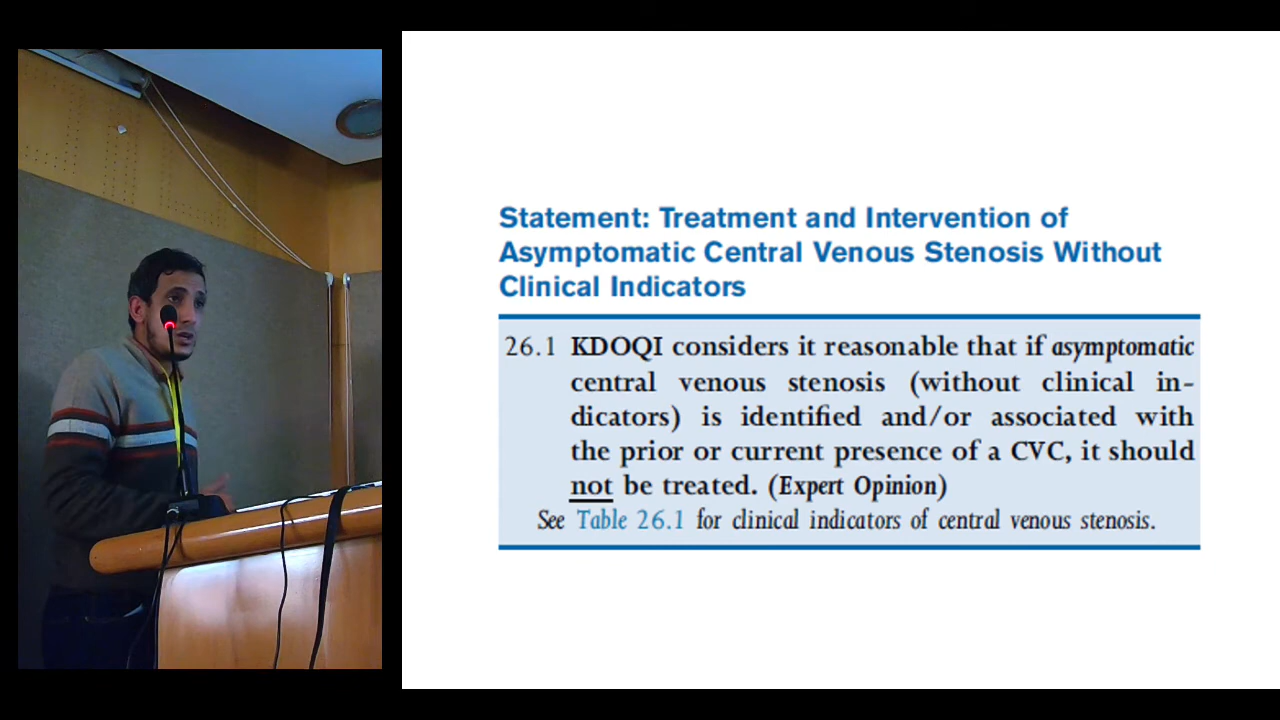 Statement: Treatment and Intervention of
Asymptomatic Central Venous Stenosis Without
Clinical Indicators
26.1 KDOQI considers it reasonable that if asymptomatic
central venous stenosis (without clinical in-
dicators) is identified and/or associated with
the prior or current presence of a CVC, it should
not be treated. (Expert Opinion)
See Table 26.1 for clinical indicators of central venous stenosis.